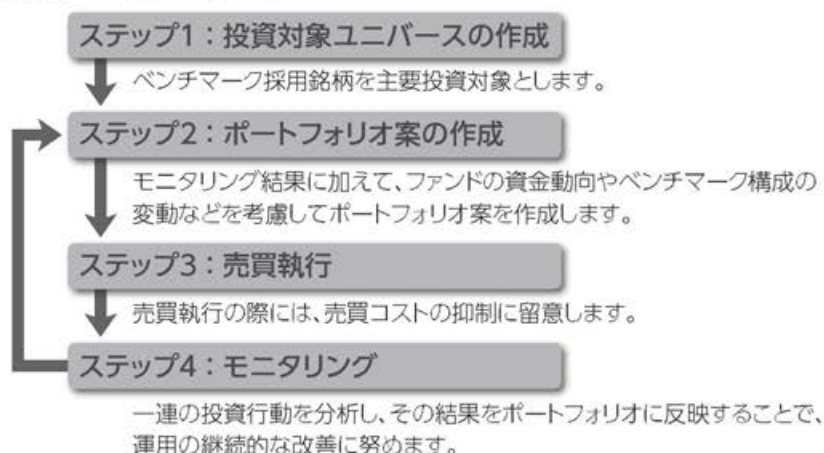 ステップ1：投資対象ユニバースの作成
ベンチマーク採用銘柄を主要投資対象とします。
ステップ2：ポートフォリオ案の作成
モニタリング結果に加えて、ファンドの資金動向やベンチマーク構成の
変動などを考慮してポートフォリオ案を作成します。
ステップ3：売買執行
売買執行の際には、売買コストの抑制に留意します。
ステップ4：モニタリング
一連の投資行動を分析し、その結果をポートフォリオに反映することで、
運用の継続的な改善に努めます。